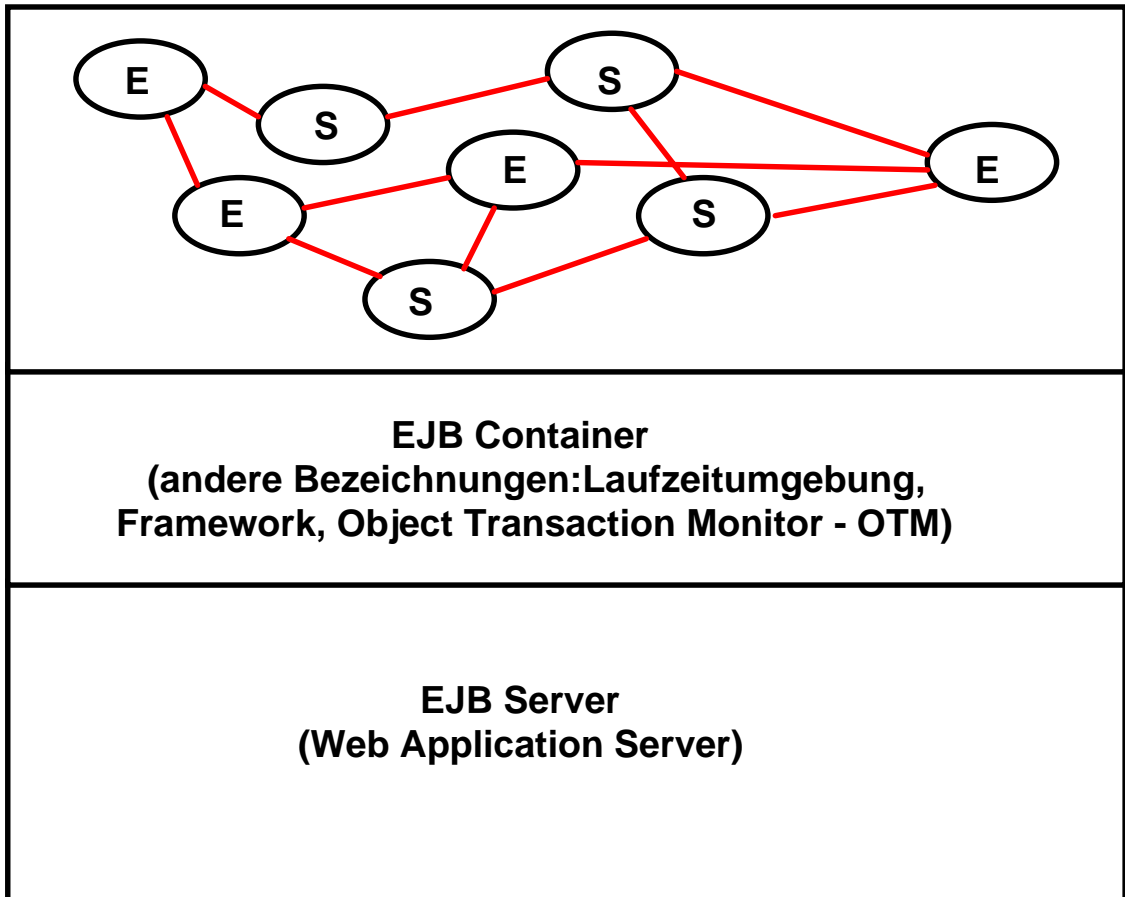 E
S
S
E
E
E
S
S
EJB Container
(andere Bezeichnungen:Laufzeitumgebung,
Framework, Object Transaction Monitor - OTM)
EJB Server
(Web Application Server)